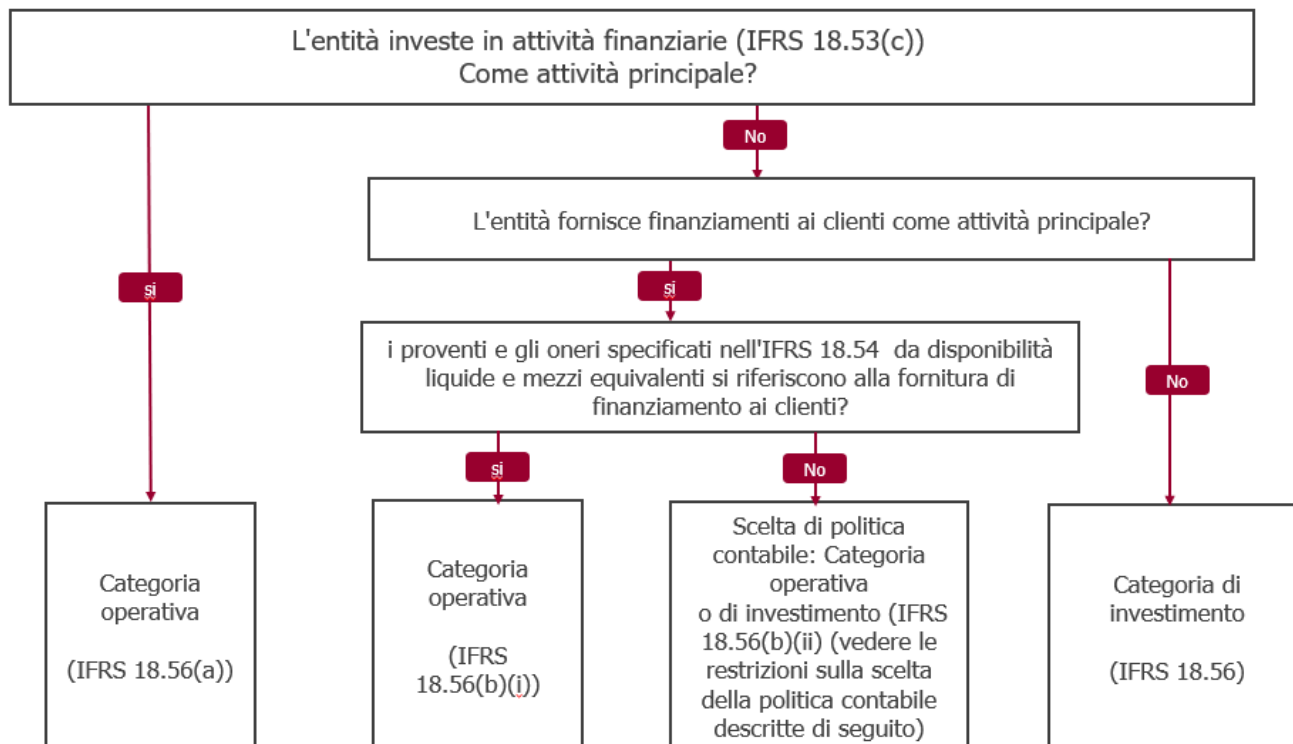 L'entità investe in attività finanziarie (IFRS 18.53(c))
Come attività principale?
No
L'entità fornisce finanziamenti ai clienti come attività principale?
si
si
i proventi e gli oneri specificati nell'IFRS 18.54 da disponibilità
liquide e mezzi equivalenti si riferiscono alla fornitura di
finanziamento ai clienti?
No
si
No
Categoria
operativa
(IFRS 18.56(a))
Categoria
operativa
(IFRS
18.56(b)(i))
Scelta di politica
contabile: Categoria
operativa
o di investimento (IFRS
18.56(b)(ii) (vedere le
restrizioni sulla scelta
della politica contabile
descritte di seguito)
Categoria di
investimento
(IFRS 18.56)